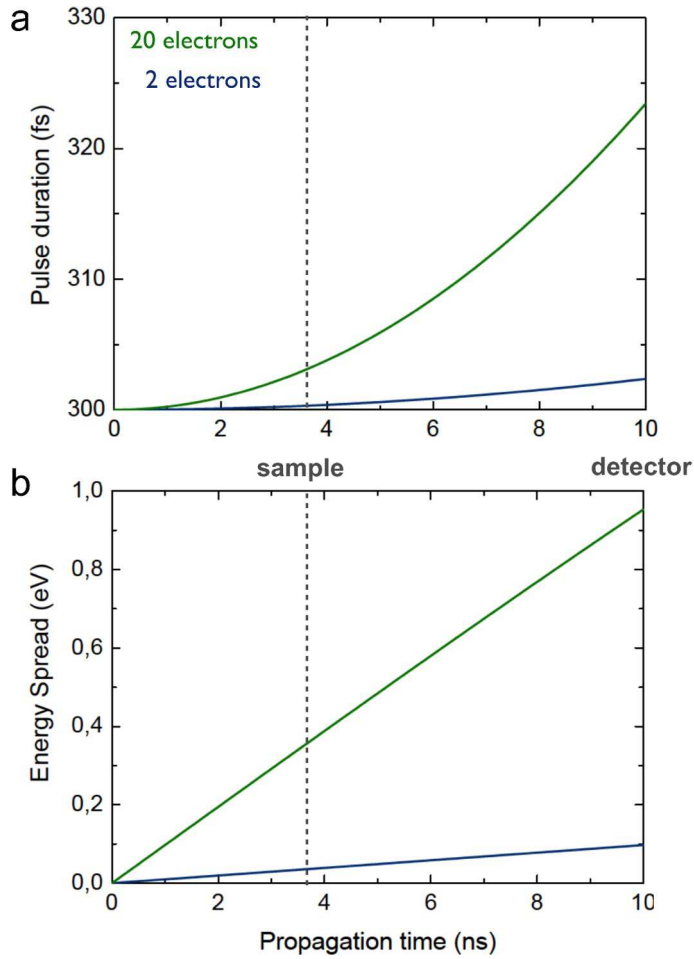 a
330
20 electrons
2 electrons
320
310
300
Pulse duration (fs)
0 2 4 6 8 10
sample detector
b
1,0
0,8
0,6
0,4
0,2
0,0
Energy Spread (eV)
0 2 4 6 8 10
Propagation time (ns)